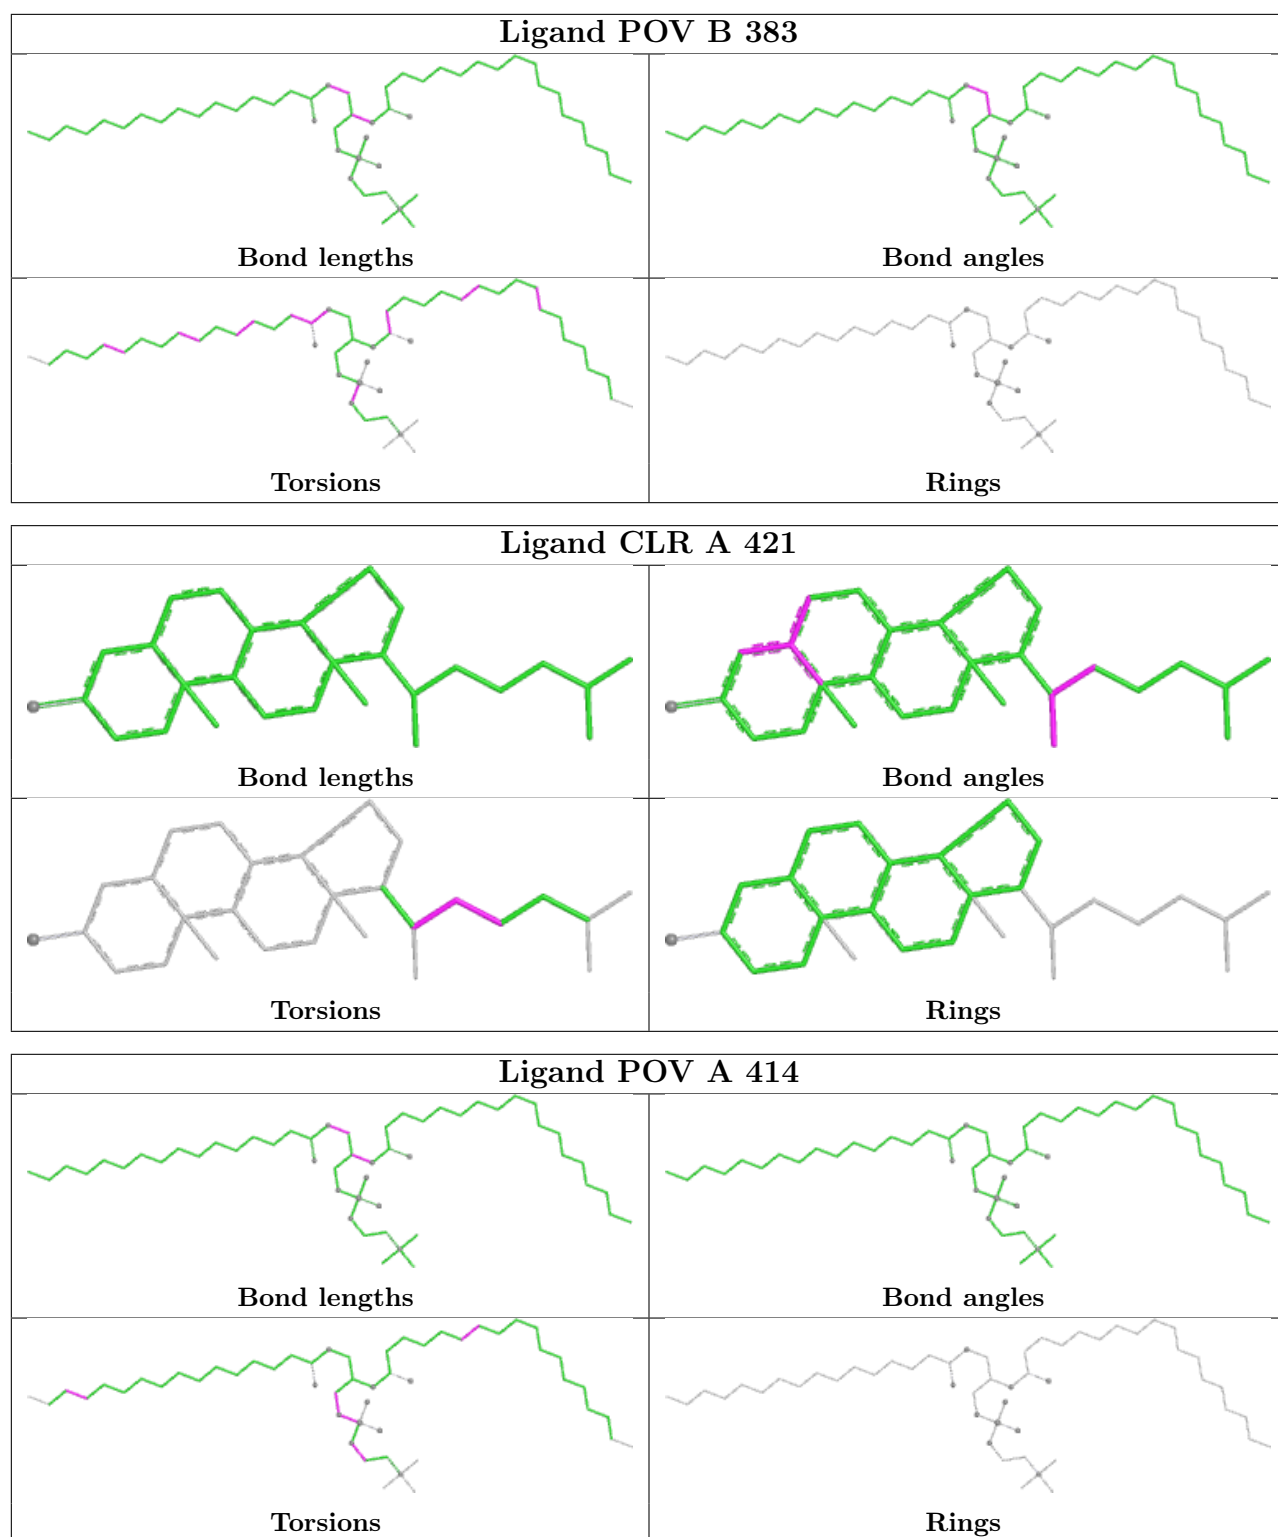 Ligand POV B 383
Bond lengths
Bond angles
Torsions
Rings
Ligand CLR A 421
Bond lengths
Bond angles
Torsions
Rings
Ligand POV A 414
Bond lengths
Bond angles
Torsions
Rings